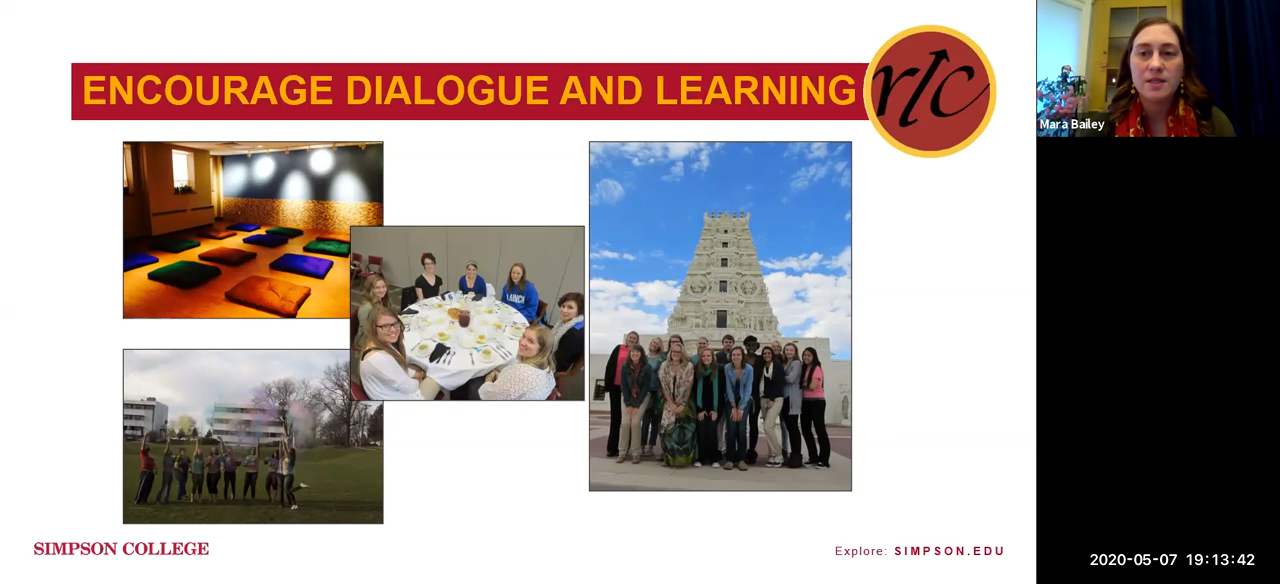 ENCOURAGE DIALOGUE AND LEARNING
rlc
Mara Bailey
LAUNCH
SIMPSON COLLEGE
Explore: SIMPSON.EDU
2020-05-07 19:13:42